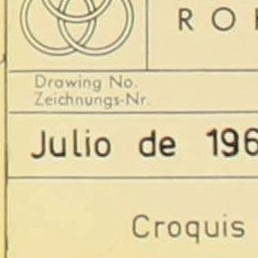 RO
Drawing No.
Zeichnungs-Nr.
Julio de 196
Croquis